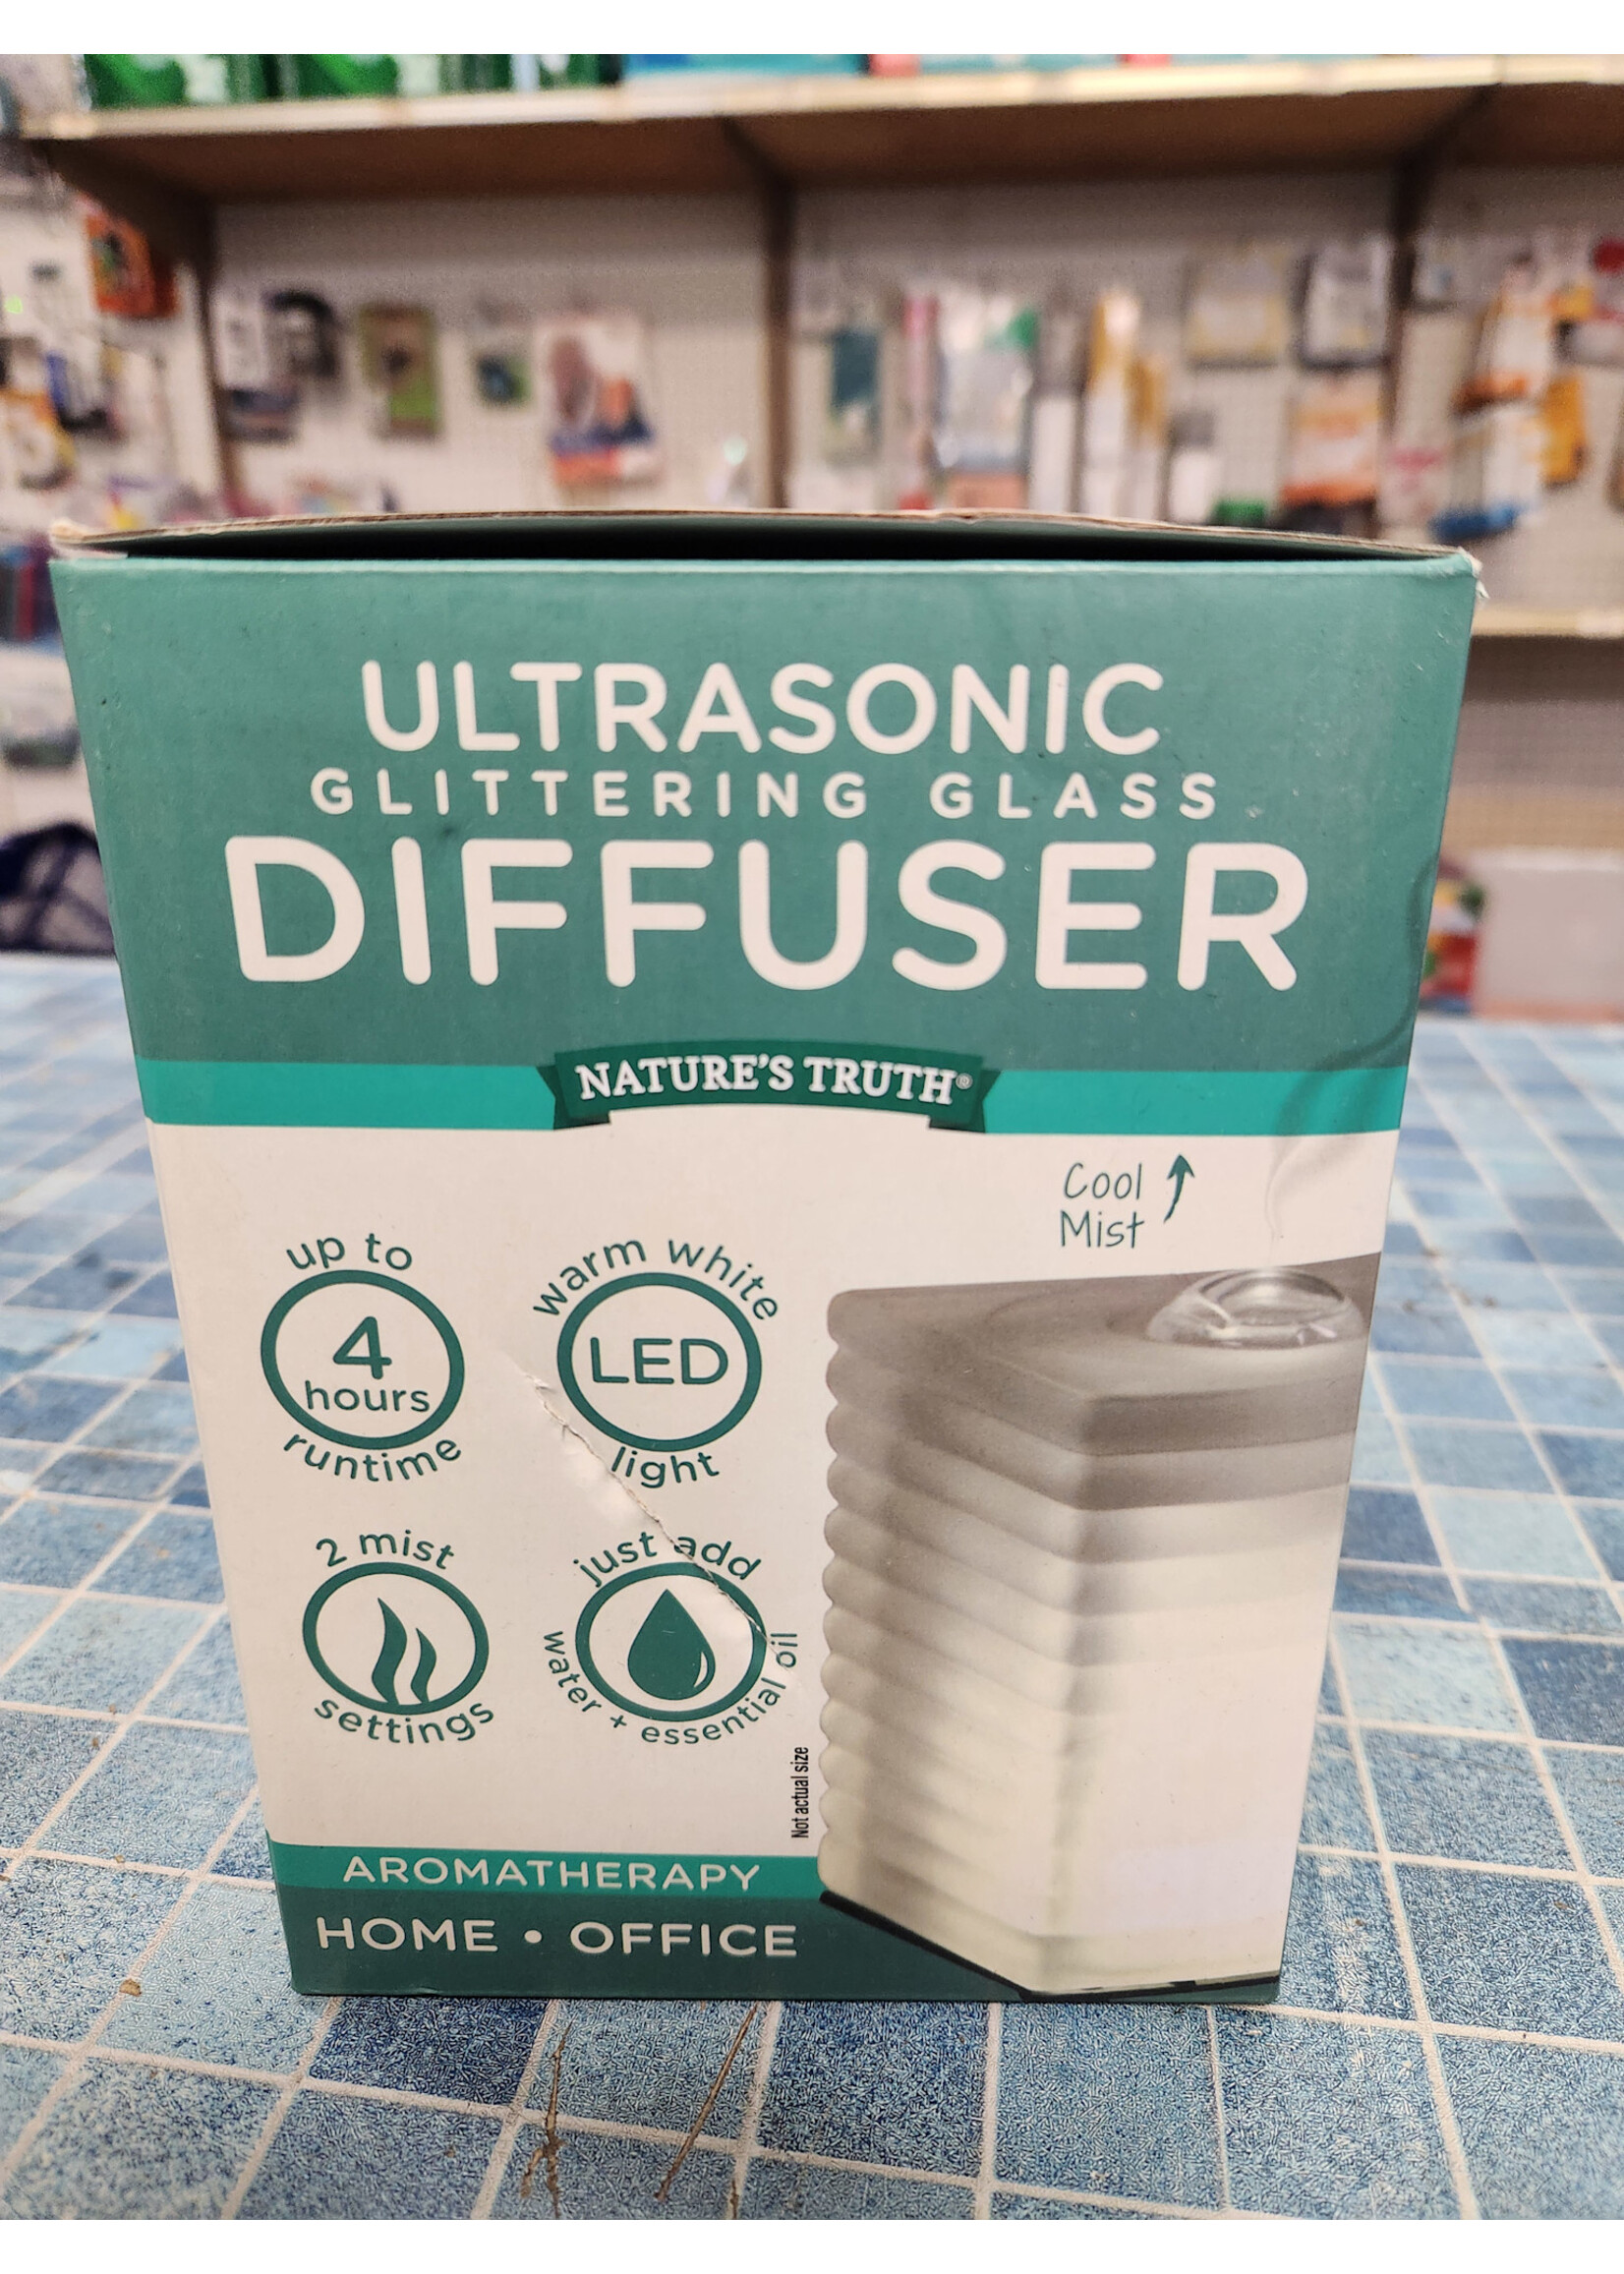 ULTRASONIC
GLITTERING GLASS
DIFFUSER
NATURE'S TRUTH®
Cool
Mist
up to
4
hours
runtime
warm white
LED
light
2 mist
settings
just add
water + essential oil
Not actual size
AROMATHERAPY
HOME • OFFICE